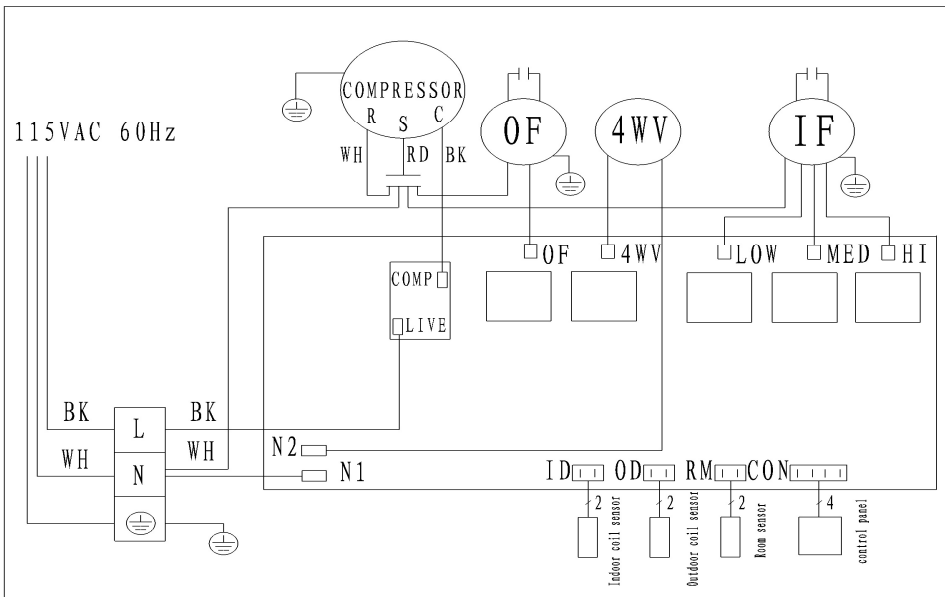 COMPRESSOR
R S C
OF
4WV
IF
115VAC 60Hz
WH RD BK
OF
4WV
LOW
MED
HI
COMP
LIVE
BK
L
BK
WH
N
WH
N2
N1
ID
OD
RM
CON
2
2
2
4
Indoor coil sensor
Outdoor coil sensor
Room sensor
control panel